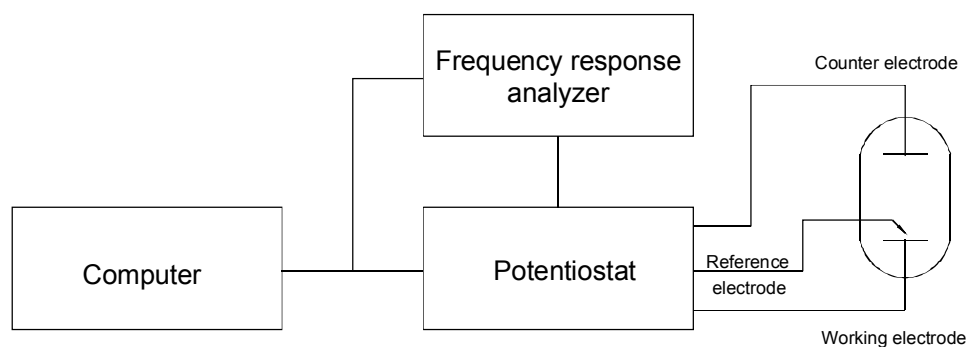 Frequency response
analyzer
Counter electrode
Computer
Potentiostat
Reference
electrode
Working electrode